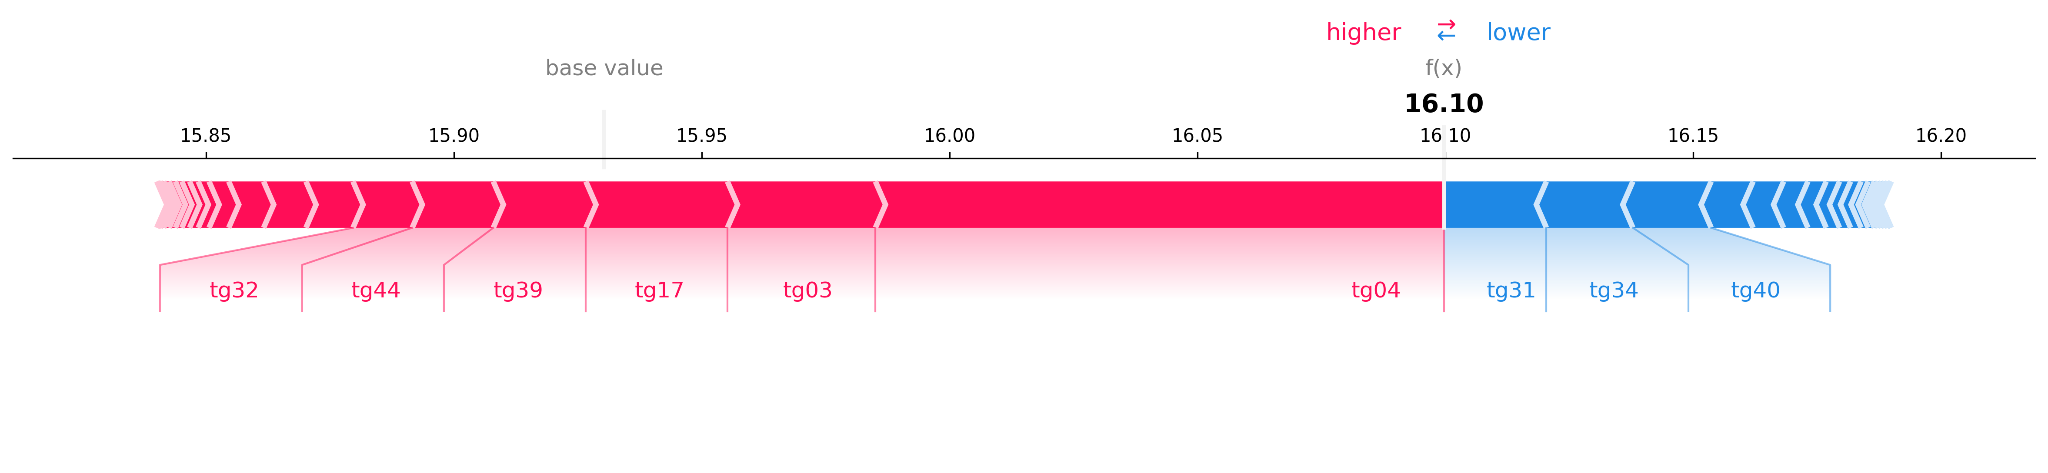 higher ⇄ lower
base value f(x)
16.10
15.85 15.90 15.95 16.00 16.05 16.10 16.15 16.20
tg32 tg44 tg39 tg17 tg03 tg04 tg31 tg34 tg40